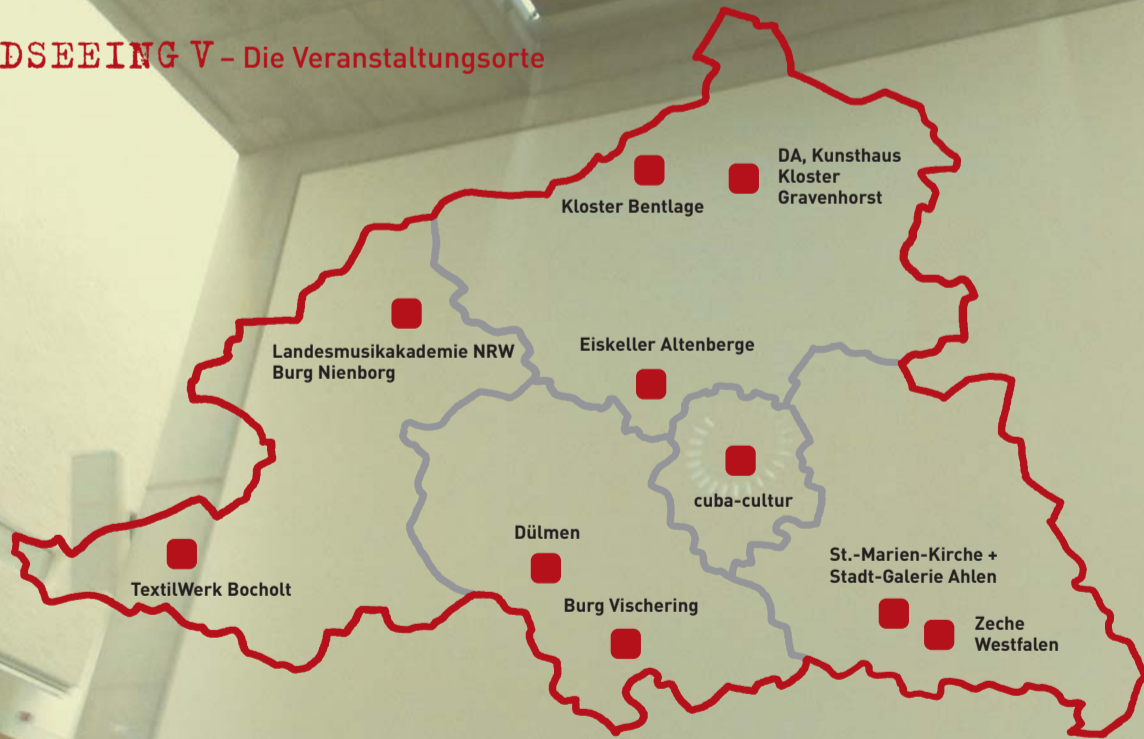 DSEEING V – Die Veranstaltungsorte
DA, Kunsthaus
Kloster
Gravenhorst
Kloster Bentlage
Landesmusikakademie NRW
Burg Nienborg
Eiskeller Altenberge
cuba-cultur
Dülmen
St.-Marien-Kirche +
Stadt-Galerie Ahlen
TextilWerk Bocholt
Burg Vischering
Zeche
Westfalen